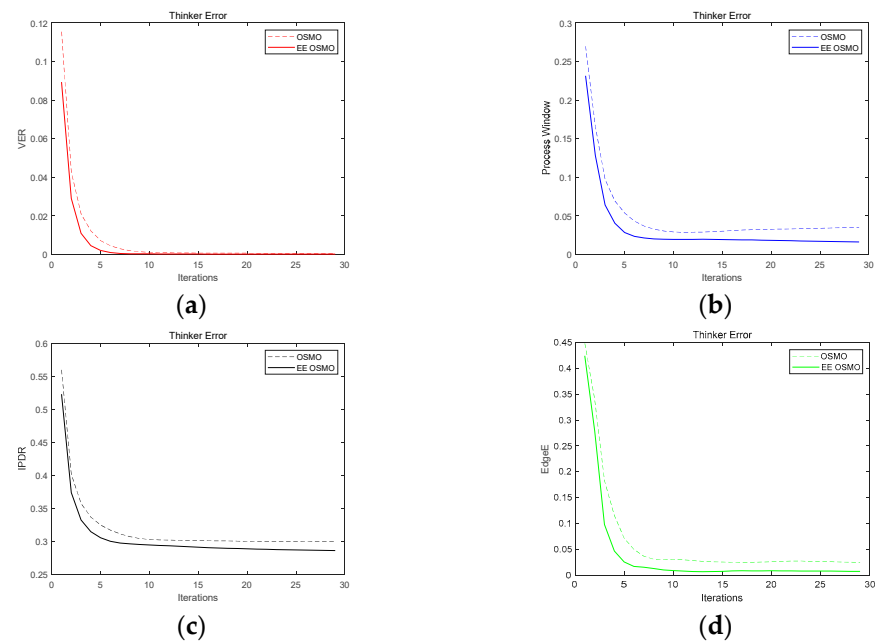 Thinker Error
OSMO
EE OSMO
0.12
0.1
0.08
0.06
0.04
0.02
0
VER
0 5 10 15 20 25 30
Iterations
(a)
Thinker Error
OSMO
EE OSMO
0.3
0.25
0.2
0.15
0.1
0.05
0
Process Window
0 5 10 15 20 25 30
Iterations
(b)
Thinker Error
OSMO
EE OSMO
0.6
0.55
0.5
0.45
0.4
0.35
0.3
0.25
IPDR
0 5 10 15 20 25 30
Iterations
(c)
Thinker Error
OSMO
EE OSMO
0.45
0.4
0.35
0.3
0.25
0.2
0.15
0.1
0.05
0
EdgeE
0 5 10 15 20 25 30
Iterations
(d)